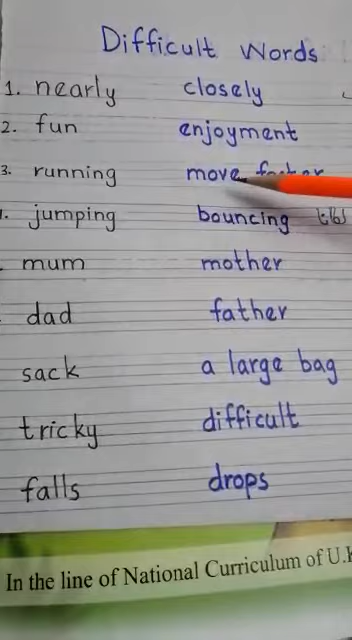 Difficult Words
1. nearly closely
2. fun enjoyment
3. running move
jumping bouncing
mum mother
dad father
sack a large bag
tricky difficult
falls drops
In the line of National Curriculum of U.K